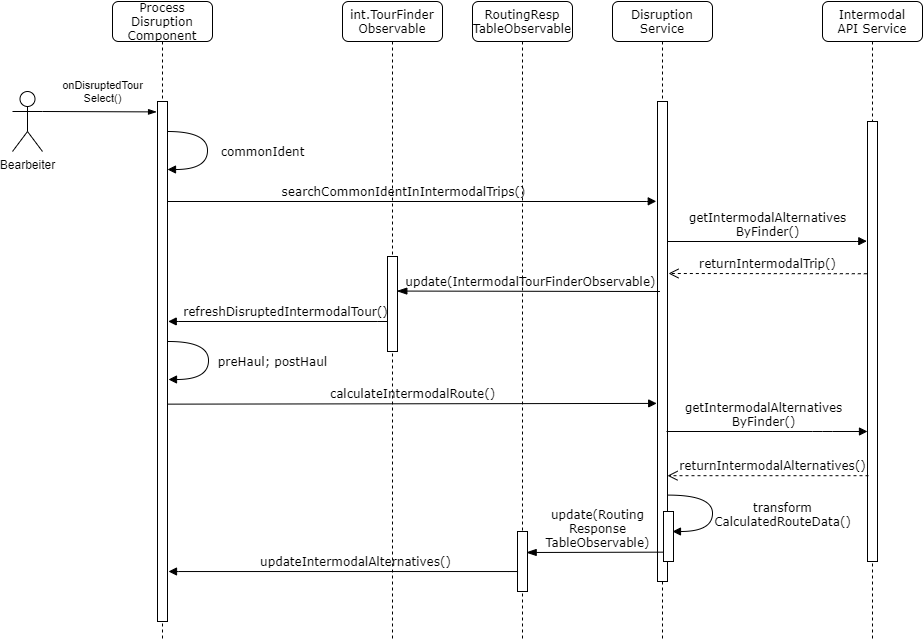 Process
Disruption
Component
int.TourFinder
Observable
RoutingResp
TableObservable
Disruption
Service
Intermodal
API Service
onDisruptedTour
Select()
Bearbeiter
commonIdent
searchCommonIdentInIntermodalTrips()
getIntermodalAlternatives
ByFinder()
returnIntermodalTrip()
update(IntermodalTourFinderObservable)
refreshDisruptedIntermodalTour()
preHaul; postHaul
calculateIntermodalRoute()
getIntermodalAlternatives
ByFinder()
returnIntermodalAlternatives()
transform
CalculatedRouteData()
update(Routing
Response
TableObservable)
updateIntermodalAlternatives()